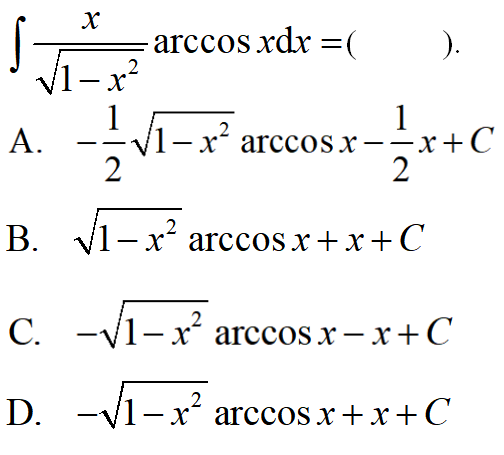 ∫ x/√(1−x²) arccos xdx =(    ).
A. −1/2 √(1−x²) arccos x − 1/2 x + C
B. √(1−x²) arccos x + x + C
C. −√(1−x²) arccos x − x + C
D. −√(1−x²) arccos x + x + C